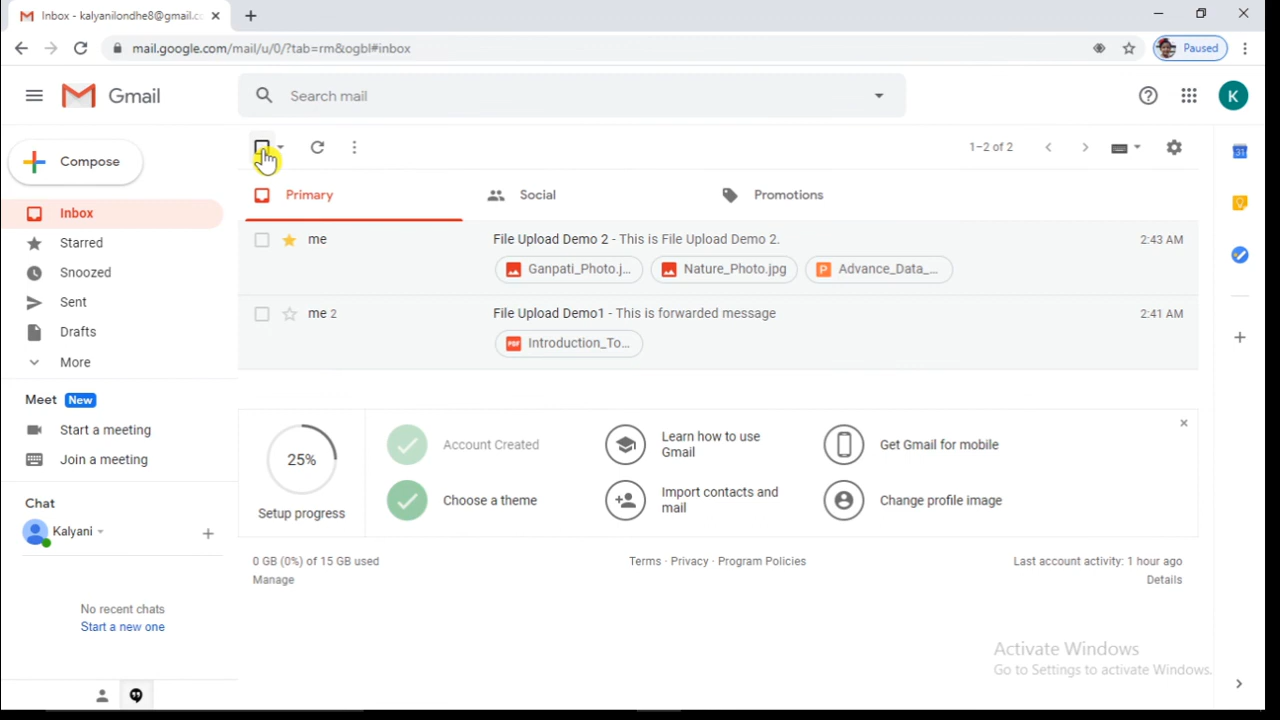 Inbox - kalyanilondhe8@gmail.cc
mail.google.com/mail/u/0/?tab=rm&ogbl#inbox
Paused
Gmail
Search mail
K
Compose
1–2 of 2
Inbox
Primary
Social
Promotions
Starred
me
File Upload Demo 2 - This is File Upload Demo 2.
2:43 AM
Snoozed
Ganpati_Photo.j...
Nature_Photo.jpg
P
Advance_Data_...
Sent
me 2
File Upload Demo1 - This is forwarded message
2:41 AM
Drafts
PDF
Introduction_To...
More
Meet New
Start a meeting
Join a meeting
25%
Setup progress
Account Created
Choose a theme
Learn how to use
Gmail
Import contacts and
mail
Get Gmail for mobile
Change profile image
Chat
Kalyani
0 GB (0%) of 15 GB used
Manage
Terms · Privacy · Program Policies
Last account activity: 1 hour ago
Details
No recent chats
Start a new one
Activate Windows
Go to Settings to activate Windows.
31